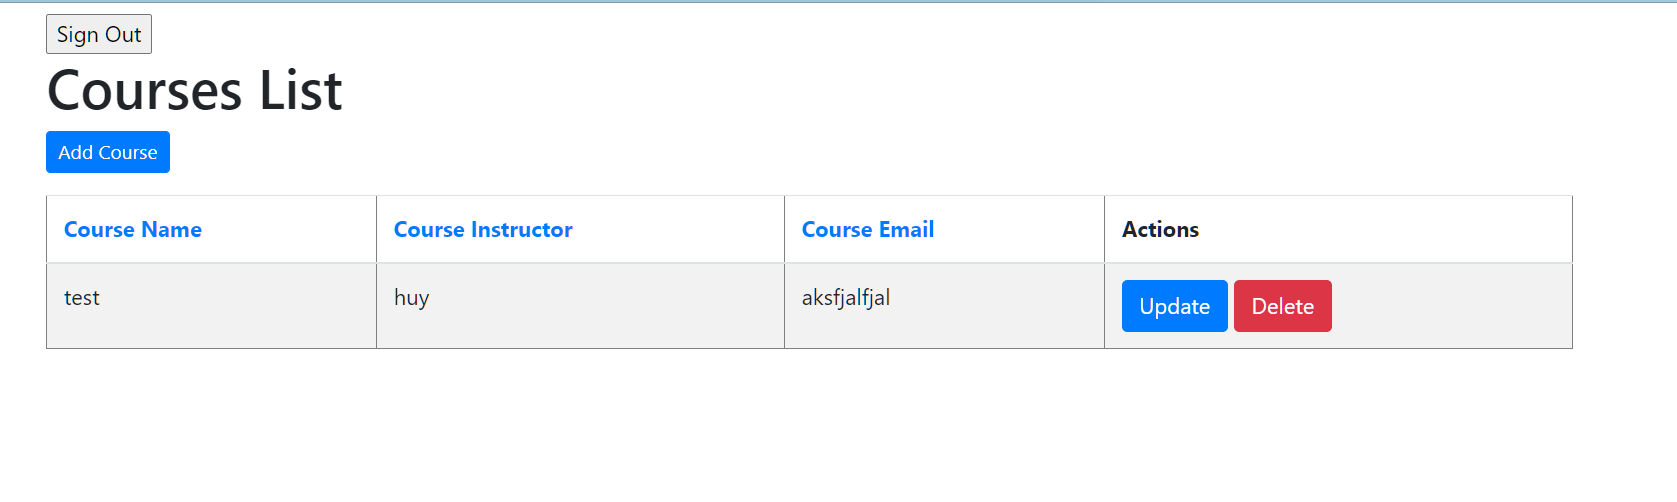 Sign Out
Courses List
Add Course
Course Name Course Instructor Course Email Actions
test huy aksfjalfjal Update Delete